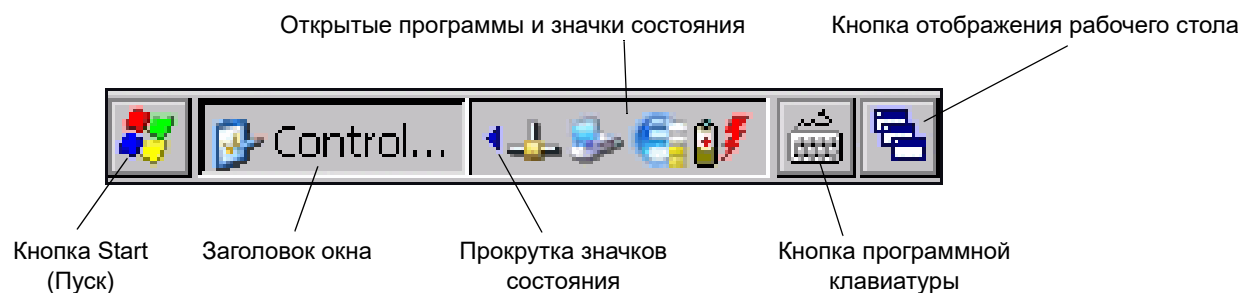 Открытые программы и значки состояния
Кнопка отображения рабочего стола
Control...
Кнопка Start
(Пуск)
Заголовок окна
Прокрутка значков
состояния
Кнопка программной
клавиатуры